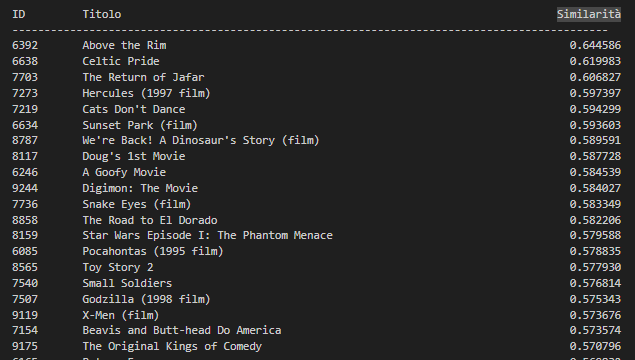 ID Titolo Similarità
--------------------------------------------------------------------------------------------
6392 Above the Rim 0.644586
6638 Celtic Pride 0.619983
7703 The Return of Jafar 0.606827
7273 Hercules (1997 film) 0.597397
7219 Cats Don't Dance 0.594299
6634 Sunset Park (film) 0.593603
8787 We're Back! A Dinosaur's Story (film) 0.589591
8117 Doug's 1st Movie 0.587728
6246 A Goofy Movie 0.584539
9244 Digimon: The Movie 0.584027
7736 Snake Eyes (film) 0.583349
8858 The Road to El Dorado 0.582206
8159 Star Wars Episode I: The Phantom Menace 0.579588
6085 Pocahontas (1995 film) 0.578835
8565 Toy Story 2 0.577930
7540 Small Soldiers 0.576814
7507 Godzilla (1998 film) 0.575343
9119 X-Men (film) 0.573676
7154 Beavis and Butt-head Do America 0.573574
9175 The Original Kings of Comedy 0.570796